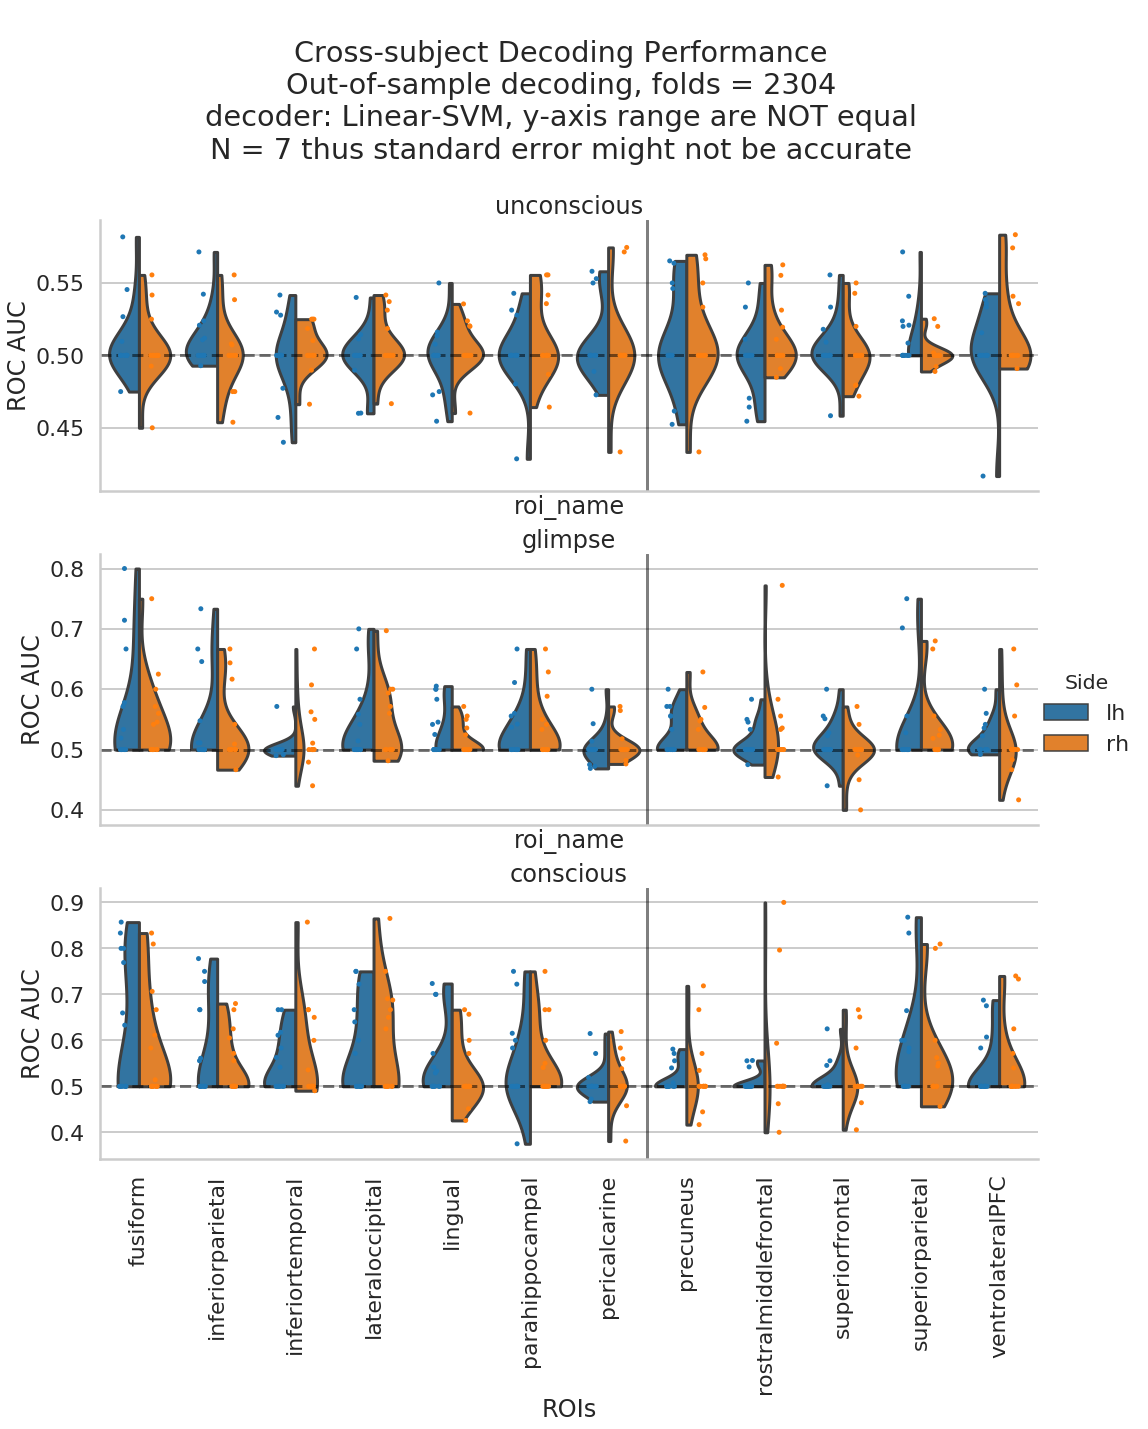 Cross-subject Decoding Performance
Out-of-sample decoding, folds = 2304
decoder: Linear-SVM, y-axis range are NOT equal
N = 7 thus standard error might not be accurate
unconscious
ROC AUC
0.55
0.50
0.45
roi_name
glimpse
ROC AUC
0.8
0.7
0.6
0.5
0.4
Side
lh
rh
roi_name
conscious
ROC AUC
0.9
0.8
0.7
0.6
0.5
0.4
fusiform
inferiorparietal
inferiortemporal
lateraloccipital
lingual
parahippocampal
pericalcarine
precuneus
rostralmiddlefrontal
superiorfrontal
superiorparietal
ventrolateralPFC
ROIs